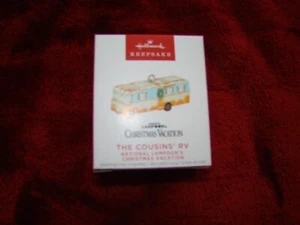 Hallmark
KEEPSAKE
CHRISTMAS VACATION
THE COUSINS' RV
NATIONAL LAMPOON'S
CHRISTMAS VACATION